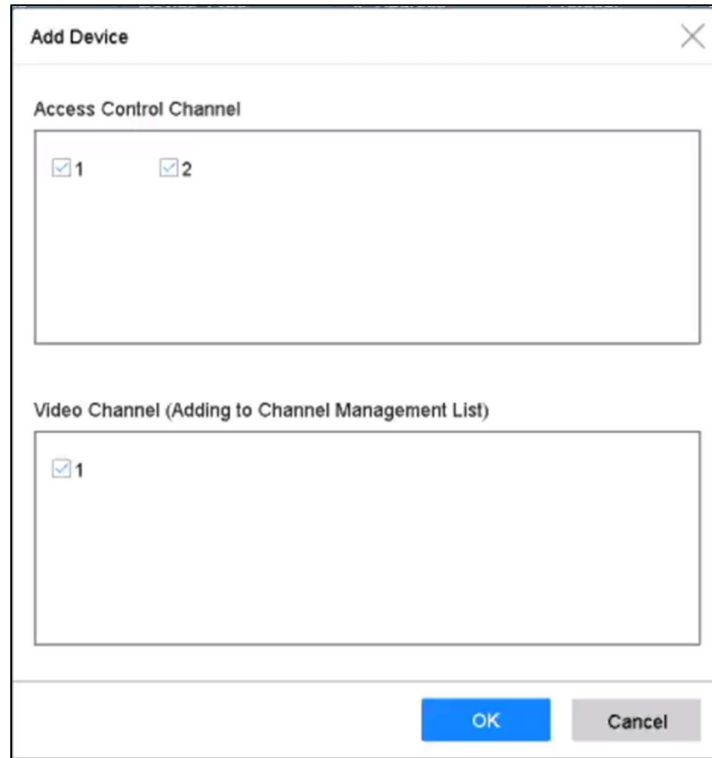 Add Device
Access Control Channel
1 2
Video Channel (Adding to Channel Management List)
1
OK Cancel